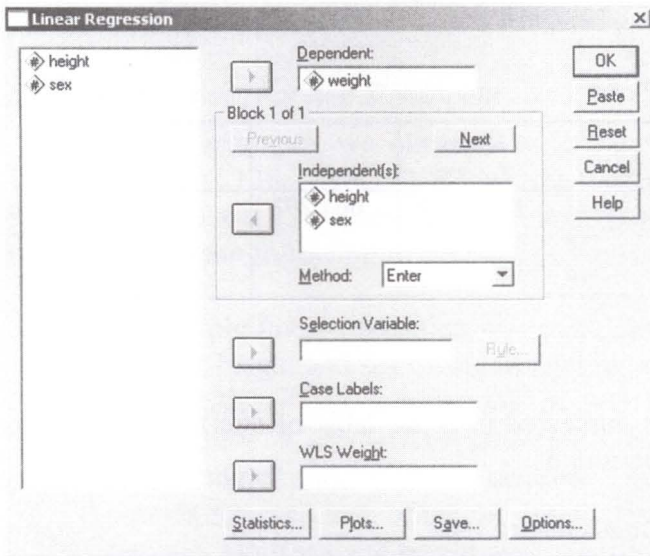 Linear Regression
height
sex
Dependent:
weight
Block 1 of 1
Previous
Next
Independent(s):
height
sex
Method:
Enter
Selection Variable:
Rule...
Case Labels:
WLS Weight:
Statistics...
Plots...
Save...
Options...
OK
Paste
Reset
Cancel
Help